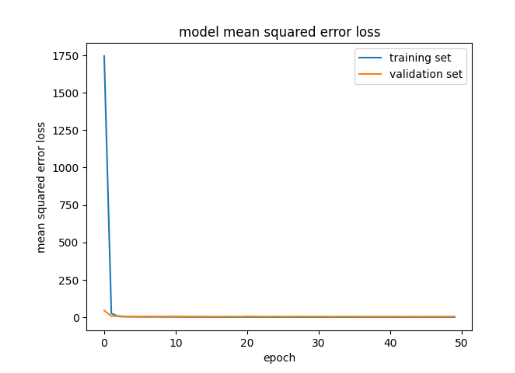 model mean squared error loss
training set
validation set
1750
1500
1250
1000
750
500
250
0
mean squared error loss
0
10
20
30
40
50
epoch